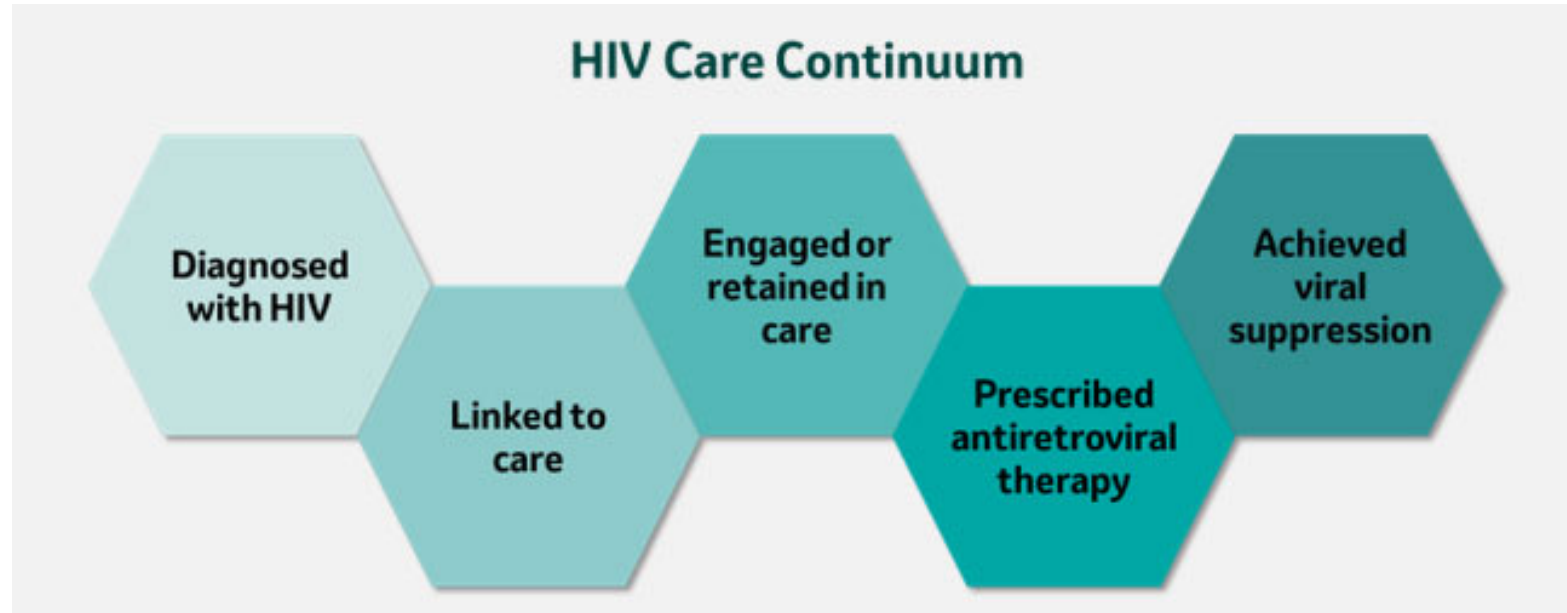 HIV Care Continuum
Diagnosed
with HIV
Linked to
care
Engaged or
retained in
care
Prescribed
antiretroviral
therapy
Achieved
viral
suppression